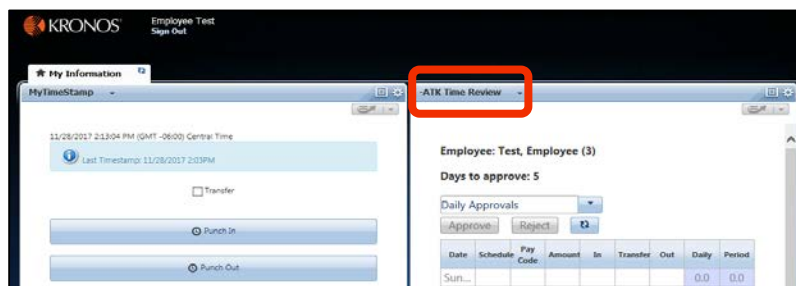 KRONOS
Employee Test
Sign Out
My Information
MyTimeStamp
-ATK Time Review
11/28/2017 2:13:04 PM (GMT -06:00) Central Time
Last Timestamp: 11/28/2017 2:03PM
Transfer
Punch In
Punch Out
Employee: Test, Employee (3)
Days to approve: 5
Daily Approvals
Approve Reject
Date Schedule Pay Code Amount In Transfer Out Daily Period
Sun... 0.0 0.0